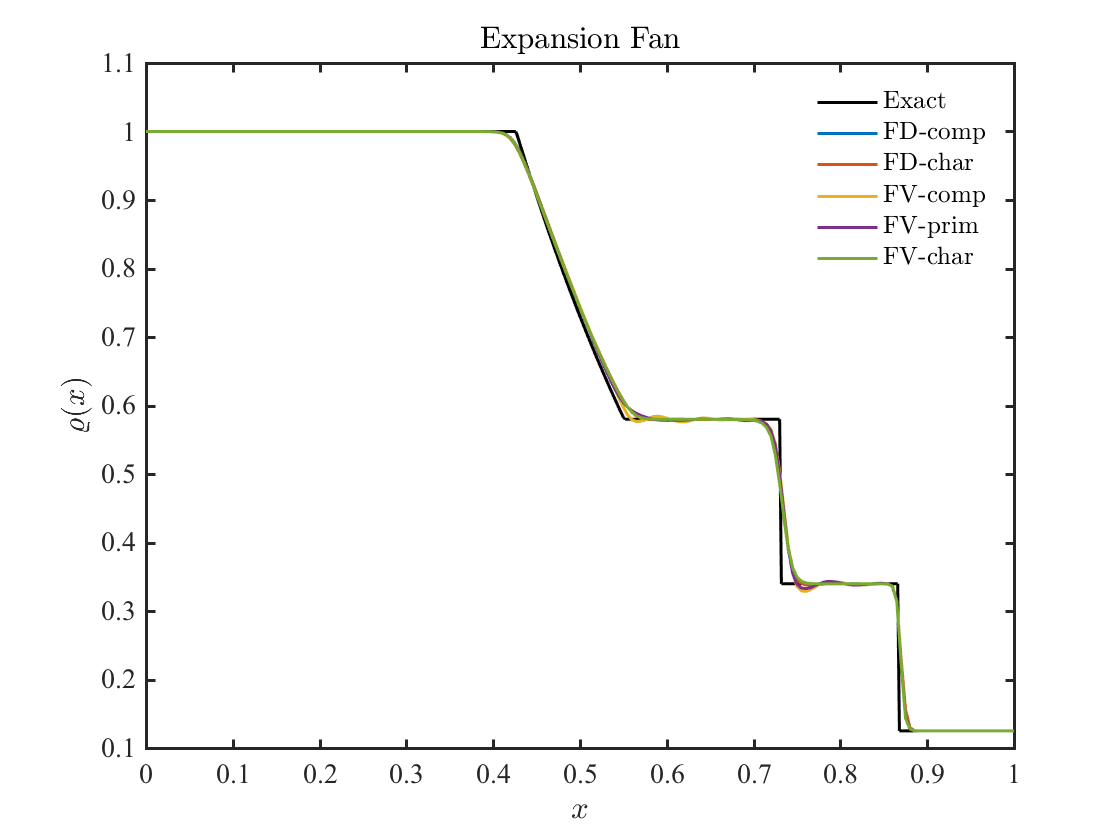 Expansion Fan
1.1
1
0.9
0.8
0.7
0.6
0.5
0.4
0.3
0.2
0.1
ϱ(x)
Exact
FD-comp
FD-char
FV-comp
FV-prim
FV-char
0 0.1 0.2 0.3 0.4 0.5 0.6 0.7 0.8 0.9 1
x